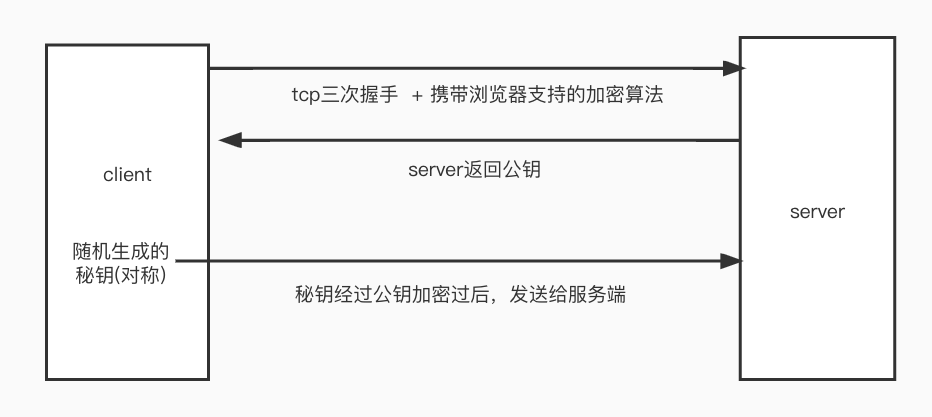 tcp三次握手 + 携带浏览器支持的加密算法
server返回公钥
client
server
随机生成的
秘钥(对称)
秘钥经过公钥加密过后，发送给服务端